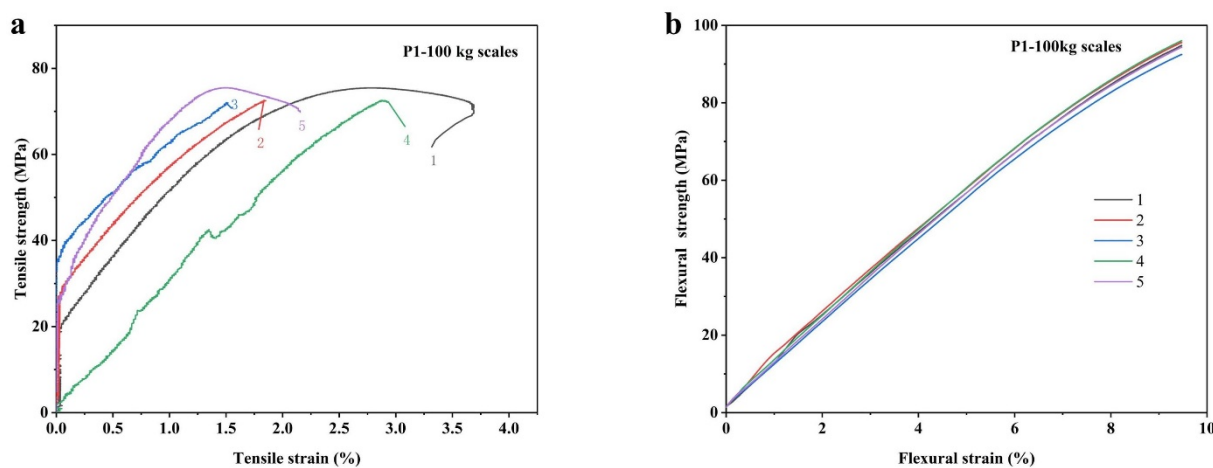 a
P1-100 kg scales
Tensile strength (MPa)
80
60
40
20
0
0.0 0.5 1.0 1.5 2.0 2.5 3.0 3.5 4.0
Tensile strain (%)
3
2
5
4
1
b
P1-100kg scales
Flexural strength (MPa)
100
80
60
40
20
0
1
2
3
4
5
0 2 4 6 8 10
Flexural strain (%)